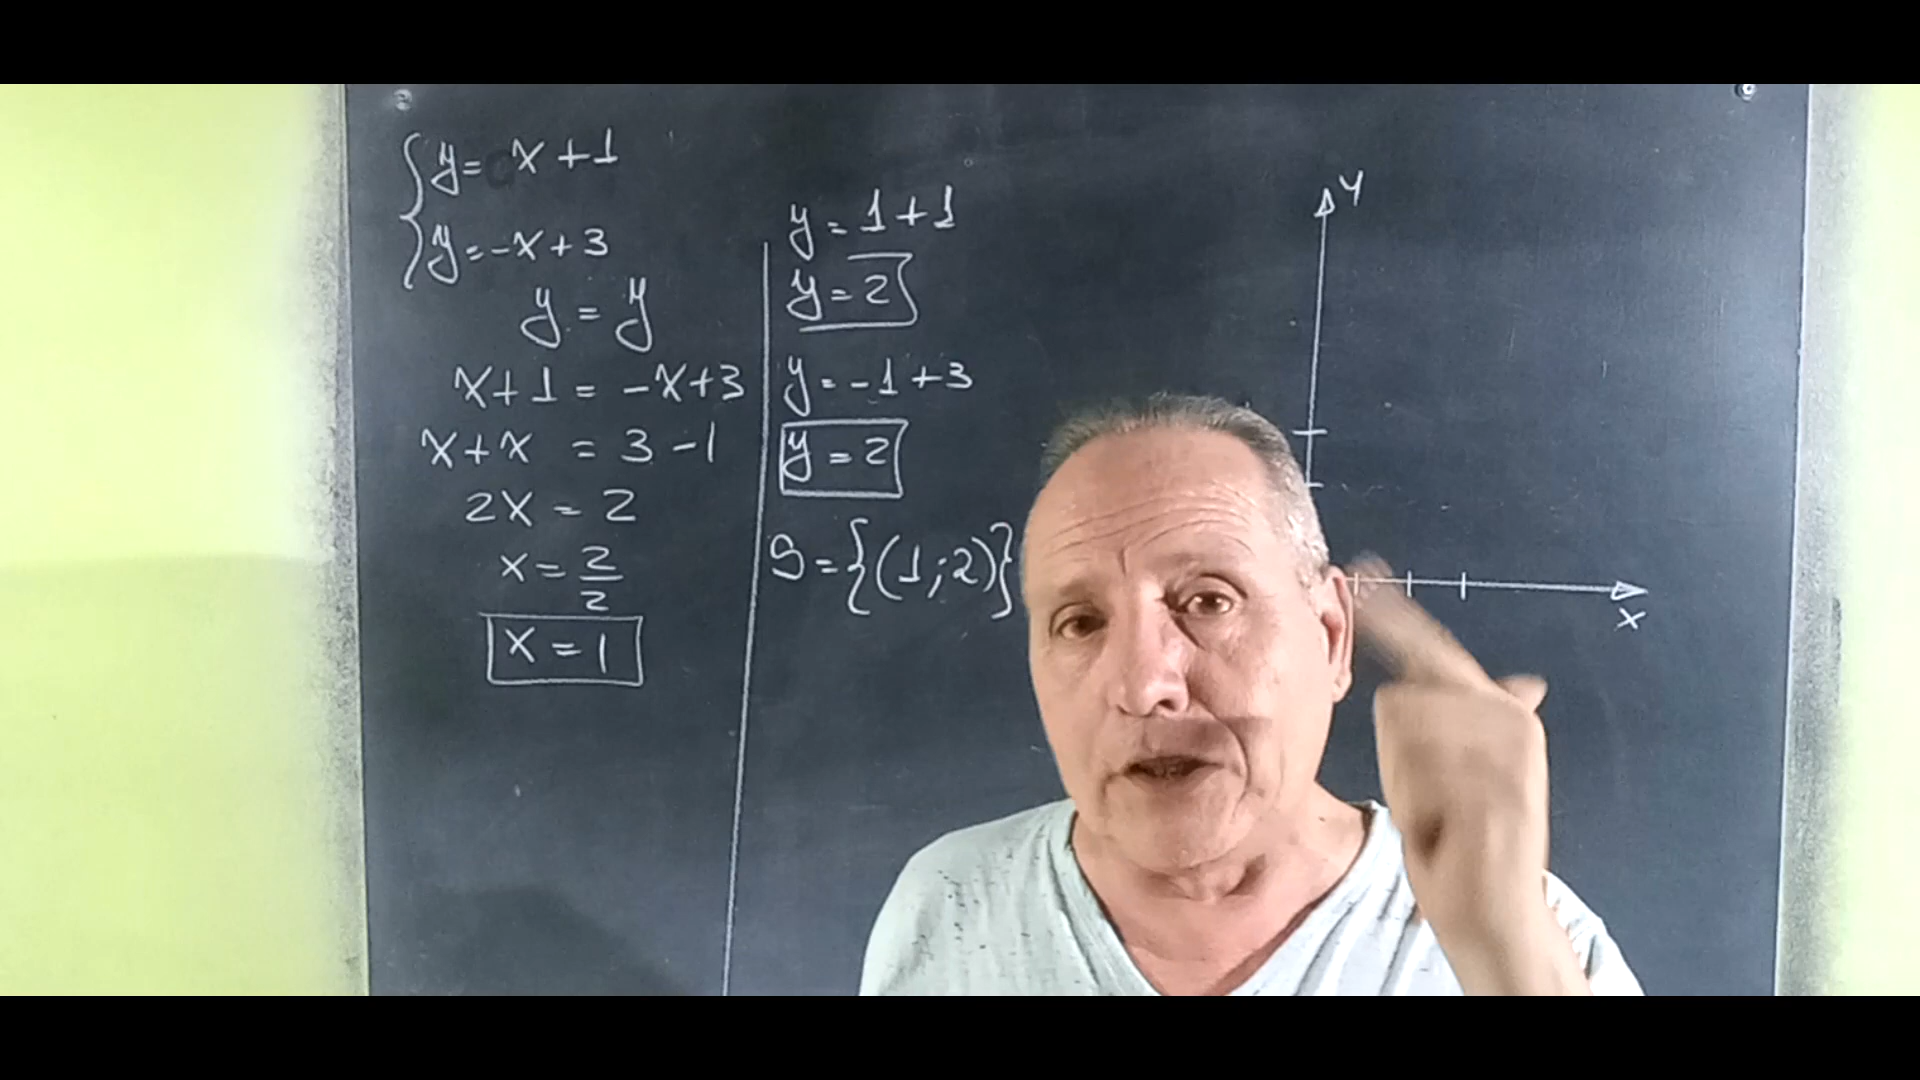 y = x + 1
y = -x + 3
y = y
x + 1 = -x + 3
x + x = 3 - 1
2x = 2
x = 2/2
x = 1
y = 1 + 1
y = 2
y = -1 + 3
y = 2
S = {(1;2)}
y
x